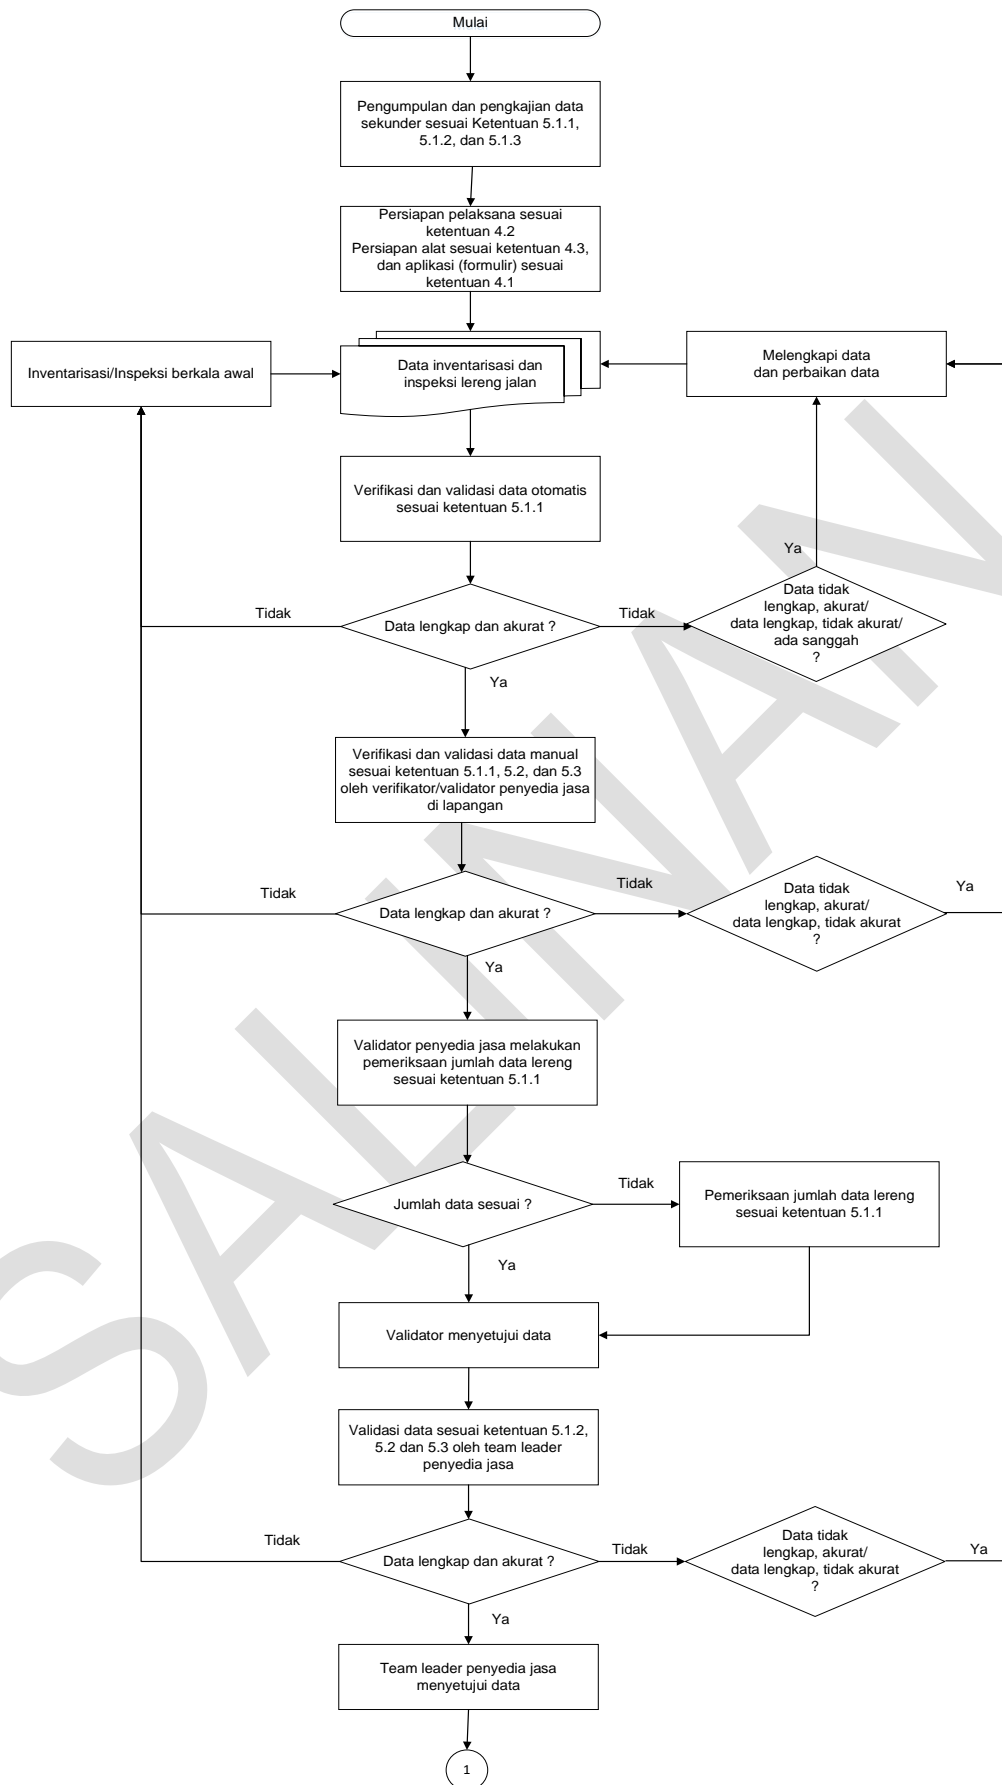 Mulai
Pengumpulan dan pengkajian data
sekunder sesuai Ketentuan 5.1.1,
5.1.2, dan 5.1.3
Persiapan pelaksana sesuai
ketentuan 4.2
Persiapan alat sesuai ketentuan 4.3,
dan aplikasi (formulir) sesuai
ketentuan 4.1
Inventarisasi/Inspeksi berkala awal
Data inventarisasi dan
inspeksi lereng jalan
Melengkapi data
dan perbaikan data
Verifikasi dan validasi data otomatis
sesuai ketentuan 5.1.1
Ya
Tidak
Data lengkap dan akurat ?
Tidak
Data tidak
lengkap, akurat/
data lengkap, tidak akurat/
ada sanggah
?
Ya
Verifikasi dan validasi data manual
sesuai ketentuan 5.1.1, 5.2, dan 5.3
oleh verifikator/validator penyedia jasa
di lapangan
Tidak
Data lengkap dan akurat ?
Tidak
Data tidak
lengkap, akurat/
data lengkap, tidak akurat
?
Ya
Ya
Validator penyedia jasa melakukan
pemeriksaan jumlah data lereng
sesuai ketentuan 5.1.1
Jumlah data sesuai ?
Tidak
Pemeriksaan jumlah data lereng
sesuai ketentuan 5.1.1
Ya
Validator menyetujui data
Validasi data sesuai ketentuan 5.1.2,
5.2 dan 5.3 oleh team leader
penyedia jasa
Tidak
Data lengkap dan akurat ?
Tidak
Data tidak
lengkap, akurat/
data lengkap, tidak akurat
?
Ya
Ya
Team leader penyedia jasa
menyetujui data
1
SALINAN